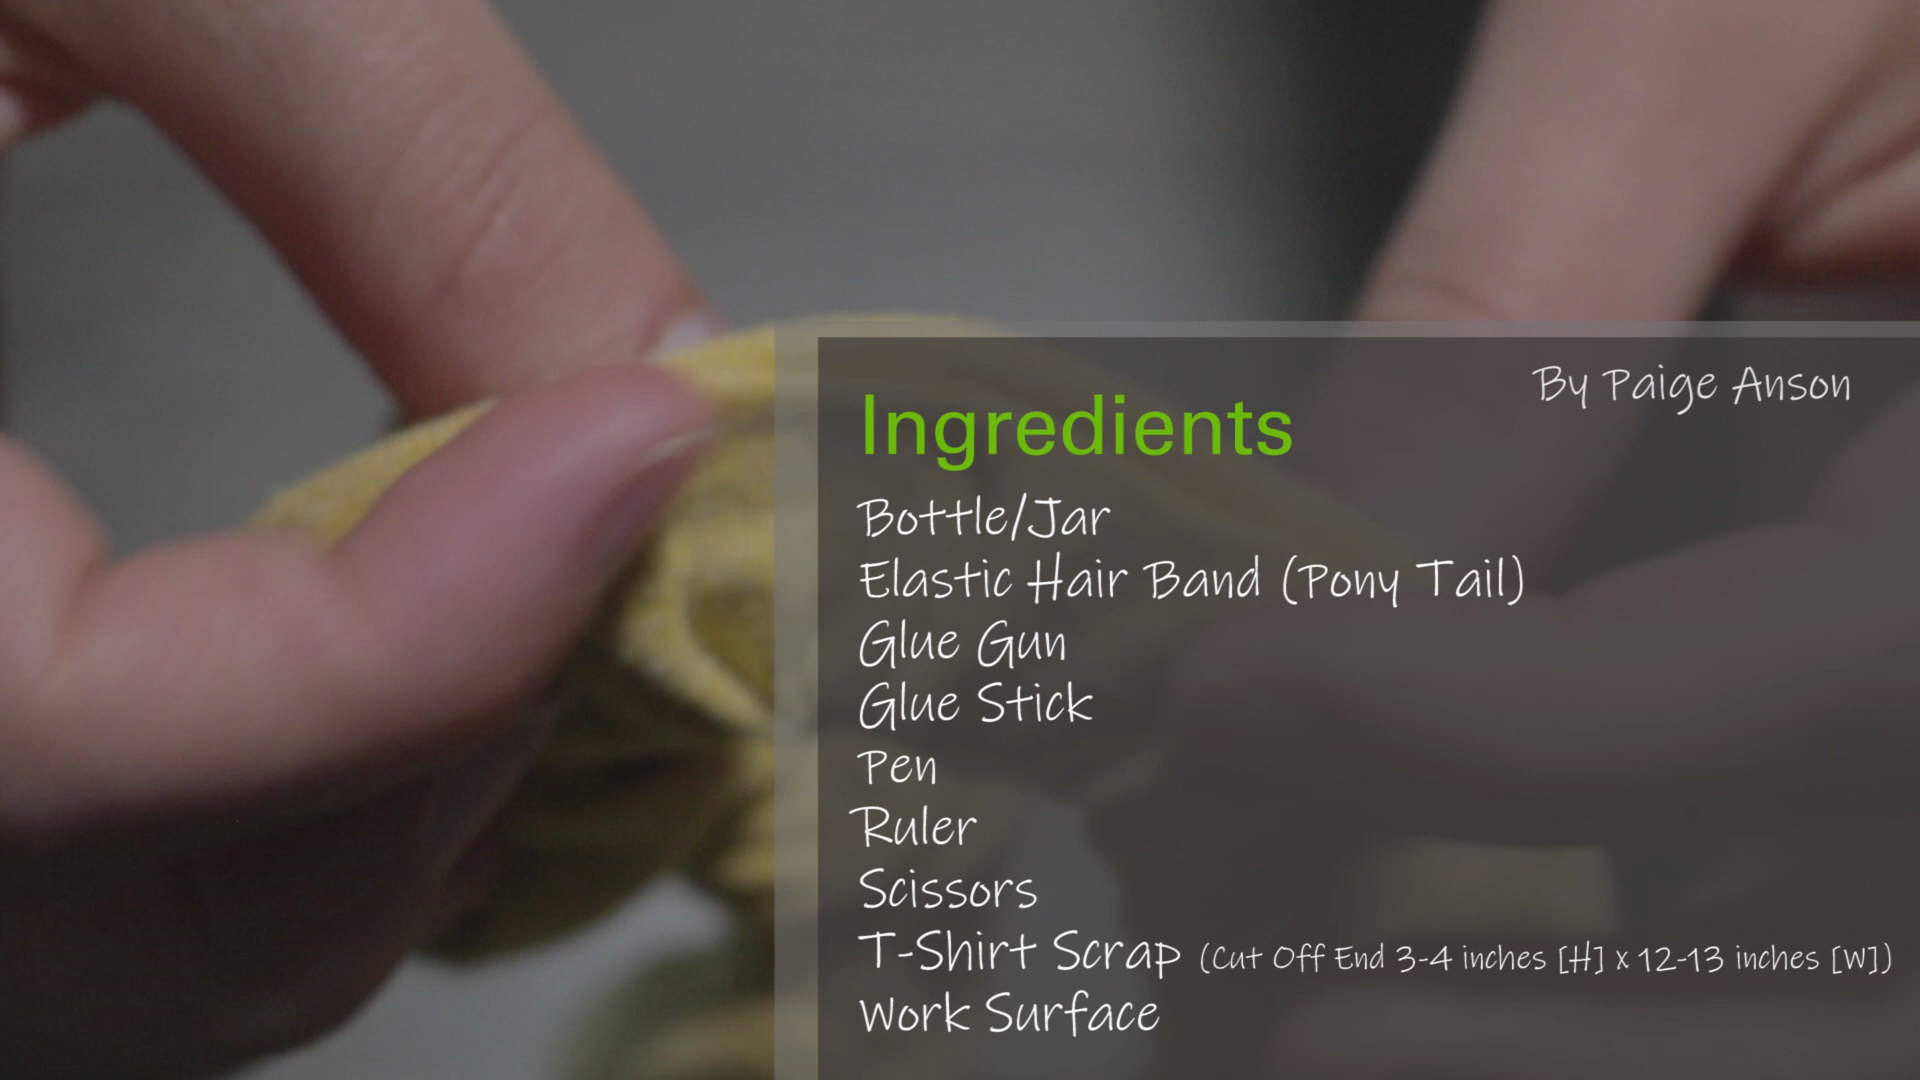 By Paige Anson
Ingredients
Bottle/Jar
Elastic Hair Band (Pony Tail)
Glue Gun
Glue Stick
Pen
Ruler
Scissors
T-Shirt Scrap (Cut Off End 3-4 inches [H] x 12-13 inches [W])
Work Surface